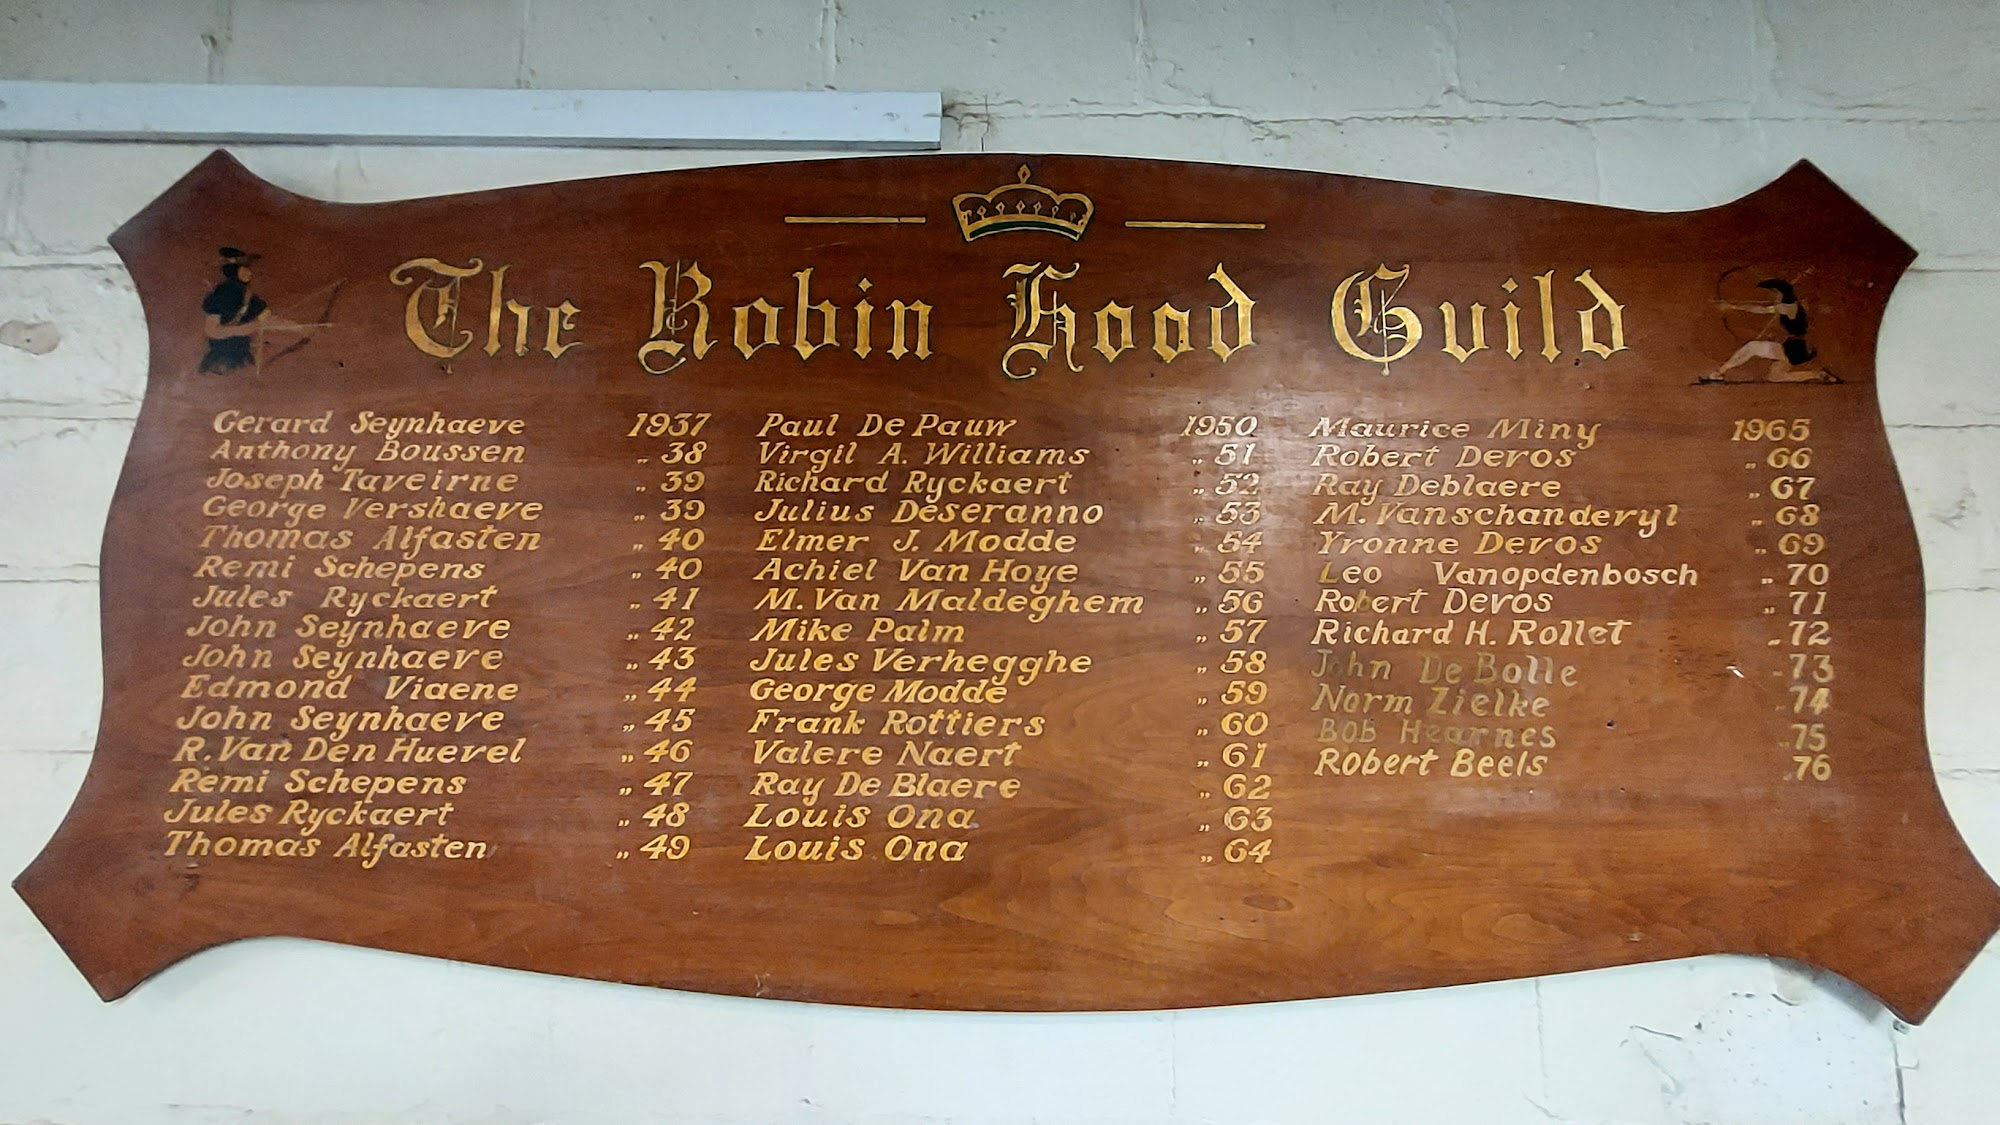 The Robin Hood Guild
Gerard Seynhaeve 1937
Anthony Boussen „ 38
Joseph Taveirne „ 39
George Vershaeve „ 39
Thomas Alfasten „ 40
Remi Schepens „ 40
Jules Ryckaert „ 41
John Seynhaeve „ 42
John Seynhaeve „ 43
Edmond Viaene „ 44
John Seynhaeve „ 45
R. Van Den Huevel „ 46
Remi Schepens „ 47
Jules Ryckaert „ 48
Thomas Alfasten „ 49
Paul De Pauw 1950
Virgil A. Williams „ 51
Richard Ryckaert „ 52
Julius Deseranno „ 53
Elmer J. Modde „ 54
Achiel Van Hoye „ 55
M. Van Maldeghem „ 56
Mike Palm „ 57
Jules Verhegghe „ 58
George Modde „ 59
Frank Rottiers „ 60
Valere Naert „ 61
Ray De Blaere „ 62
Louis Ona „ 63
Louis Ona „ 64
Maurice Miny 1965
Robert Devos „ 66
Ray Deblaere „ 67
M. Vanschanderyl „ 68
Yvonne Devos „ 69
Leo Vanopdenbosch „ 70
Robert Devos „ 71
Richard H. Rollet „ 72
John De Bolle „ 73
Norm Zielke „ 74
BOB Hearnes „ 75
Robert Beels „ 76